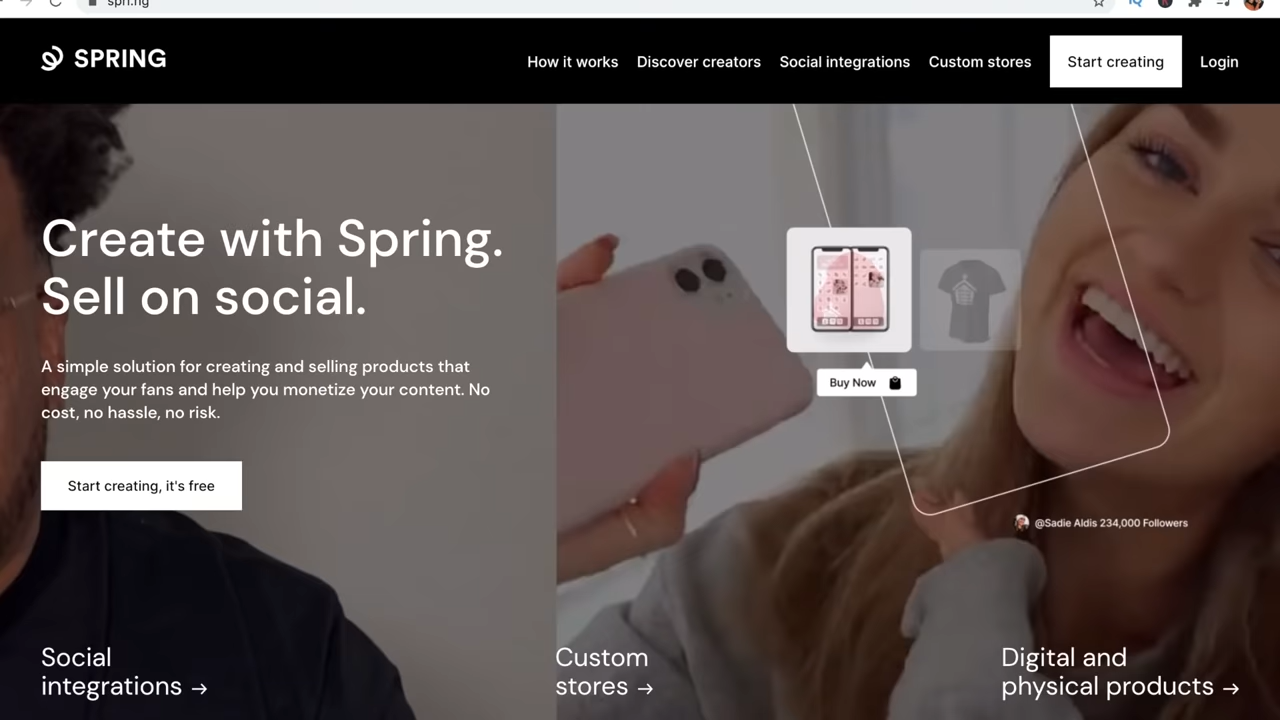 spri.ng
SPRING
How it works Discover creators Social integrations Custom stores Start creating Login
Create with Spring.
Sell on social.
A simple solution for creating and selling products that
engage your fans and help you monetize your content. No
cost, no hassle, no risk.
Start creating, it's free
Buy Now
@Sadie Aldis 234,000 Followers
Social
integrations →
Custom
stores →
Digital and
physical products →